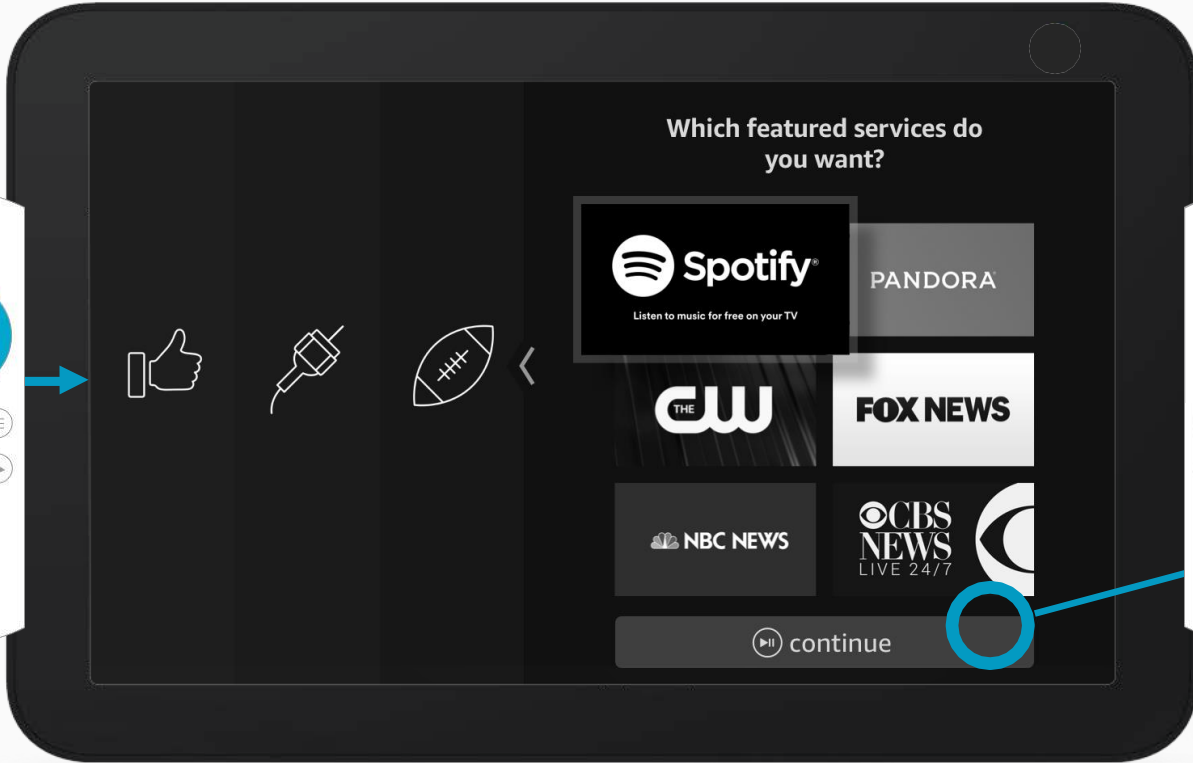 Which featured services do
you want?
Spotify®
Listen to music for free on your TV
PANDORA
THE CW
FOX NEWS
NBC NEWS
CBS
NEWS
LIVE 24/7
continue